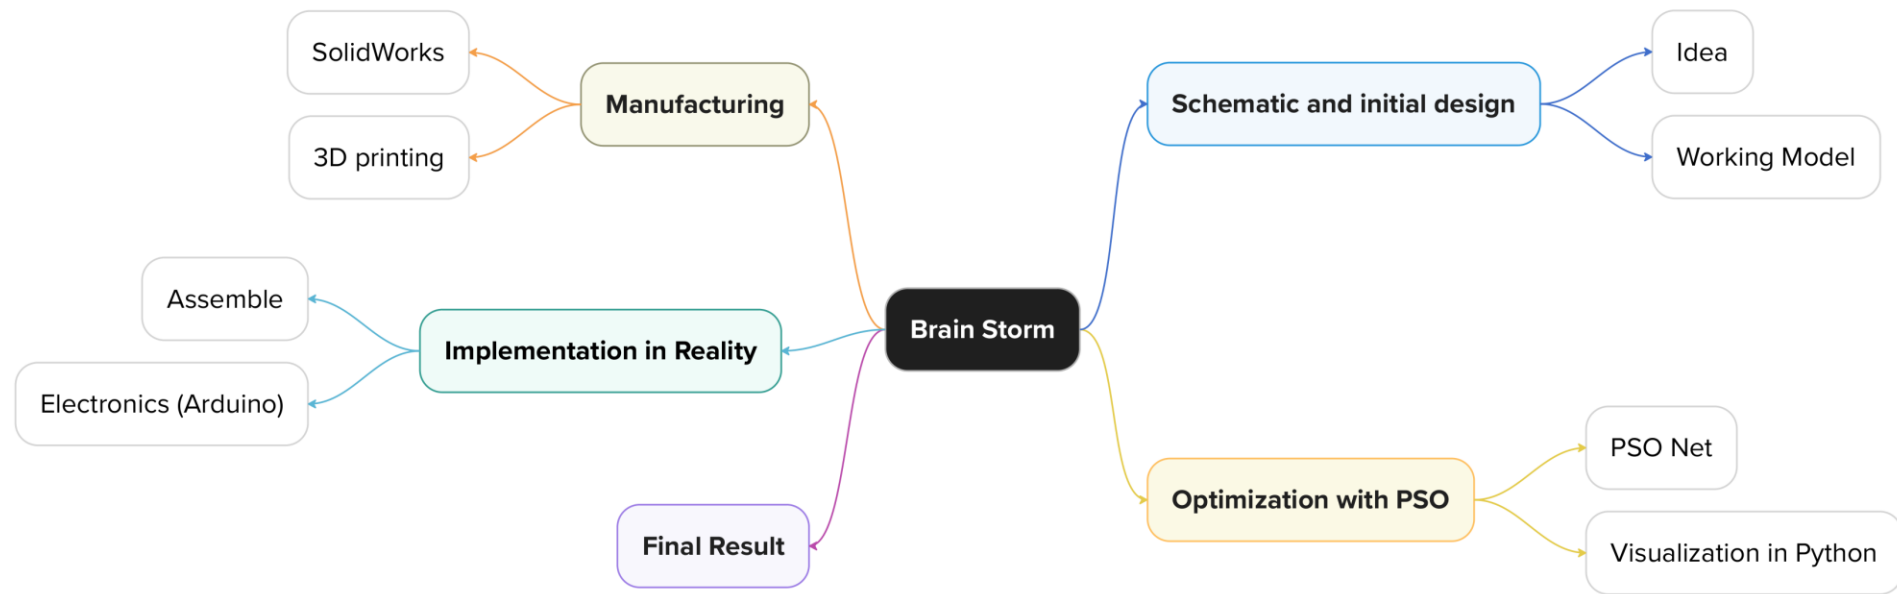 SolidWorks
Manufacturing
3D printing
Schematic and initial design
Idea
Working Model
Assemble
Implementation in Reality
Electronics (Arduino)
Brain Storm
Final Result
Optimization with PSO
PSO Net
Visualization in Python